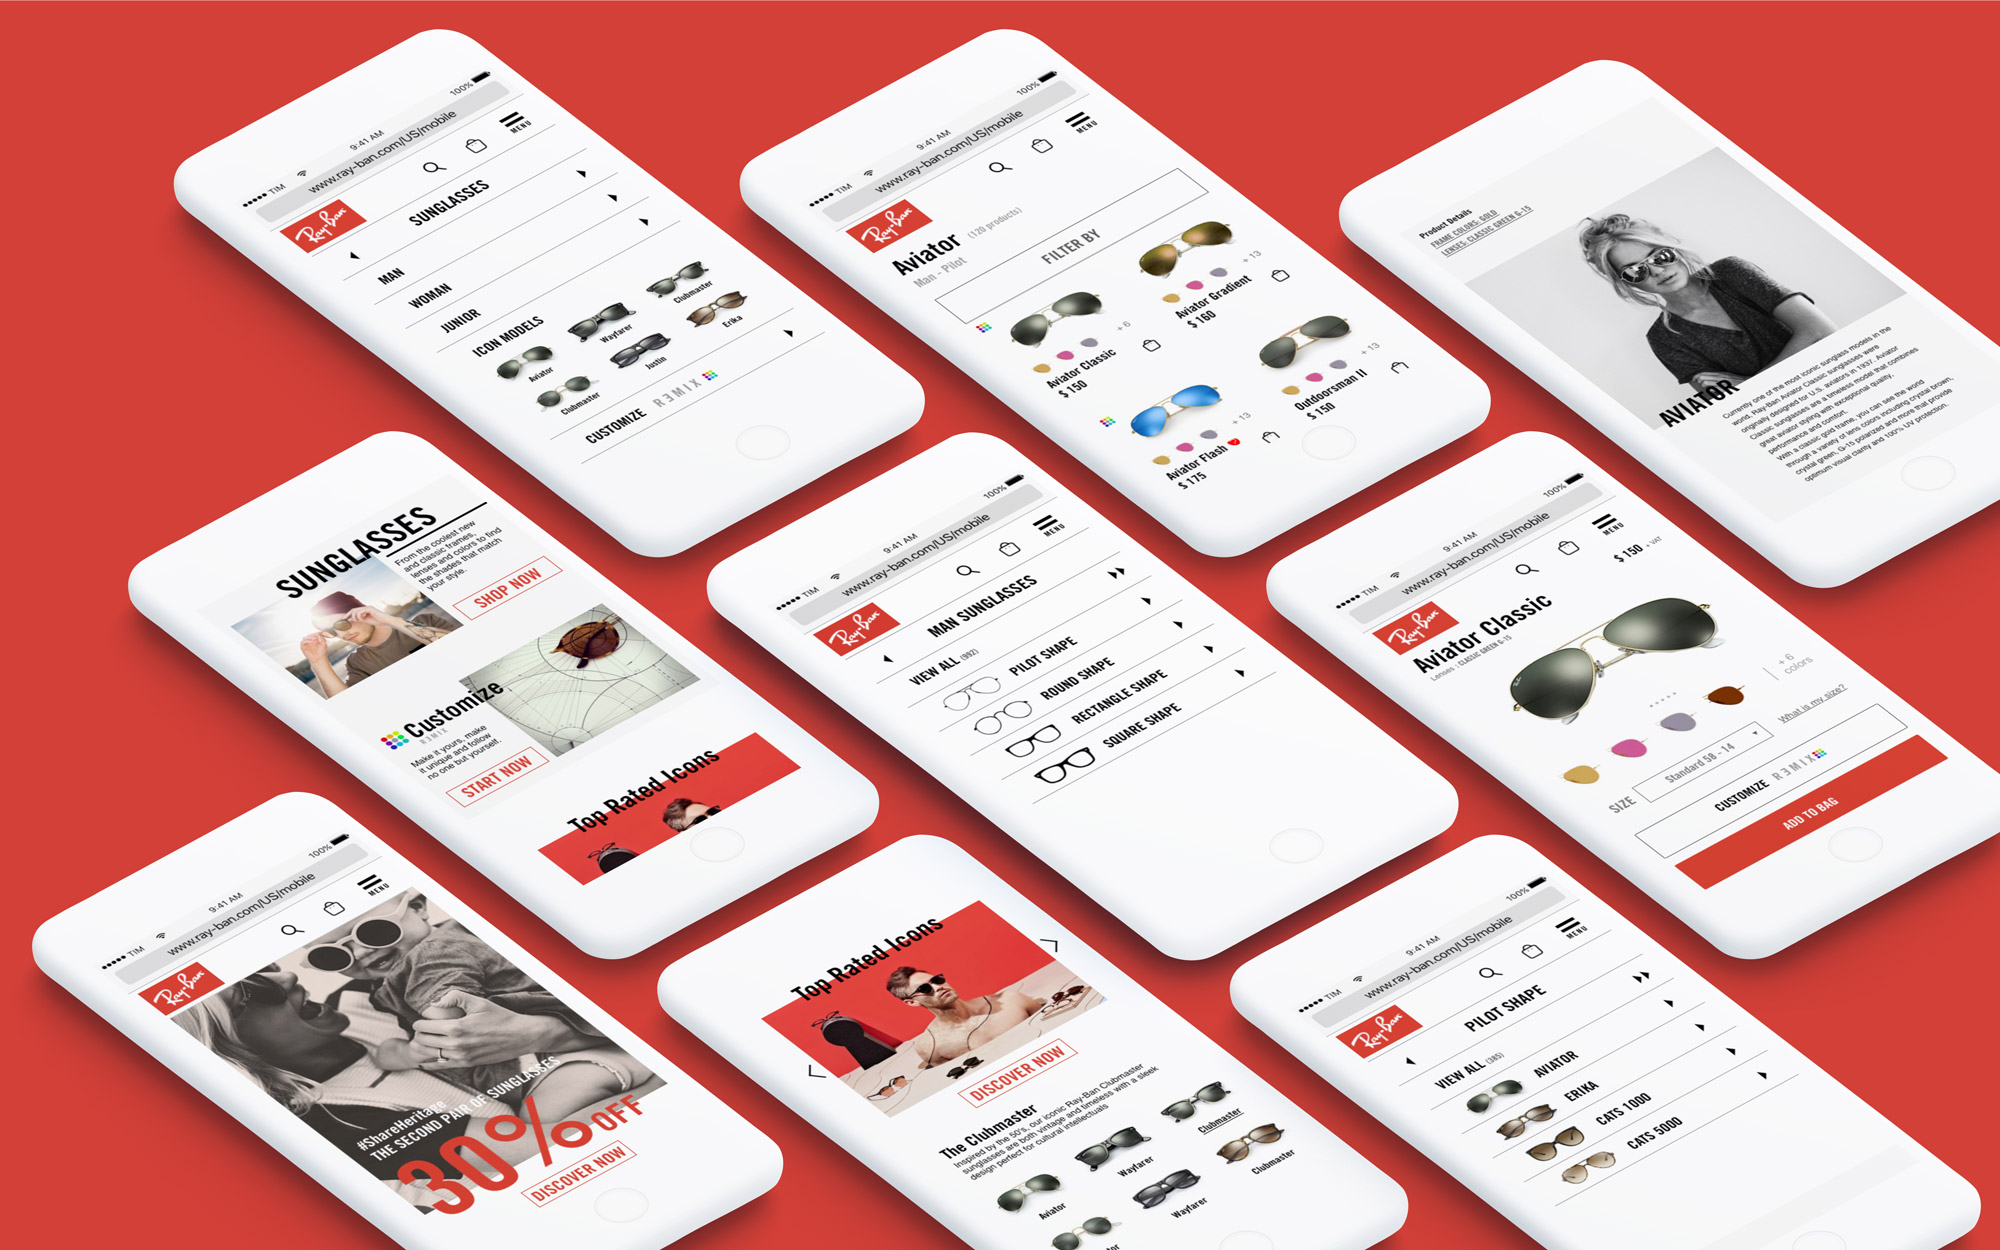 TIM
9:41 AM
100%
www.ray-ban.com/US/mobile
MENU
Ray-Ban
SUNGLASSES
MAN
WOMAN
JUNIOR
ICON MODELS
Aviator
Wayfarer
Clubmaster
Clubmaster
Justin
Erika
CUSTOMIZE REMIX
TIM
9:41 AM
100%
www.ray-ban.com/US/mobile
MENU
Ray-Ban
Aviator (120 products)
Man - Pilot
FILTER BY
+6
Aviator Classic
$ 150
+13
Aviator Gradient
$ 160
+13
Aviator Flash
$ 175
+13
Outdoorsman II
$ 150
Product Details
FRAME COLORS: GOLD
LENSES: CLASSIC GREEN G-15
AVIATOR
Currently one of the most iconic sunglass models in the
world, Ray-Ban Aviator Classic sunglasses were
originally designed for U.S. aviators in 1937. Aviator
Classic sunglasses are a timeless model that combines
great aviator styling with exceptional quality,
performance and comfort.
With a classic gold frame, you can see the world
through a variety of lens colors including crystal brown,
crystal green, G-15 polarized and more that provide
optimum visual clarity and 100% UV protection.
SUNGLASSES
From the coolest new
and classic frames,
lenses and colors to find
the shades that match
your style.
SHOP NOW
Customize
REMIX
Make it yours, make
it unique and follow
no one but yourself.
START NOW
Top Rated Icons
TIM
9:41 AM
100%
www.ray-ban.com/US/mobile
MENU
Ray-Ban
MAN SUNGLASSES
VIEW ALL (992)
PILOT SHAPE
ROUND SHAPE
RECTANGLE SHAPE
SQUARE SHAPE
TIM
9:41 AM
100%
www.ray-ban.com/US/mobile
MENU
Ray-Ban
Aviator Classic
Lenses : CLASSIC GREEN G-15
$ 150 + VAT
+ 6
colors
What is my size?
SIZE
Standard 58 - 14
CUSTOMIZE REMIX
ADD TO BAG
TIM
9:41 AM
100%
www.ray-ban.com/US/mobile
MENU
Ray-Ban
#ShareHeritage
THE SECOND PAIR OF SUNGLASSES
30%OFF
DISCOVER NOW
Top Rated Icons
DISCOVER NOW
The Clubmaster
Inspired by the 50's, our iconic Ray-Ban Clubmaster
sunglasses are both vintage and timeless with a sleek
design perfect for cultural intellectuals
Aviator
Wayfarer
Clubmaster
Wayfarer
Clubmaster
TIM
9:41 AM
100%
www.ray-ban.com/US/mobile
MENU
Ray-Ban
PILOT SHAPE
VIEW ALL (385)
AVIATOR
ERIKA
CATS 1000
CATS 5000